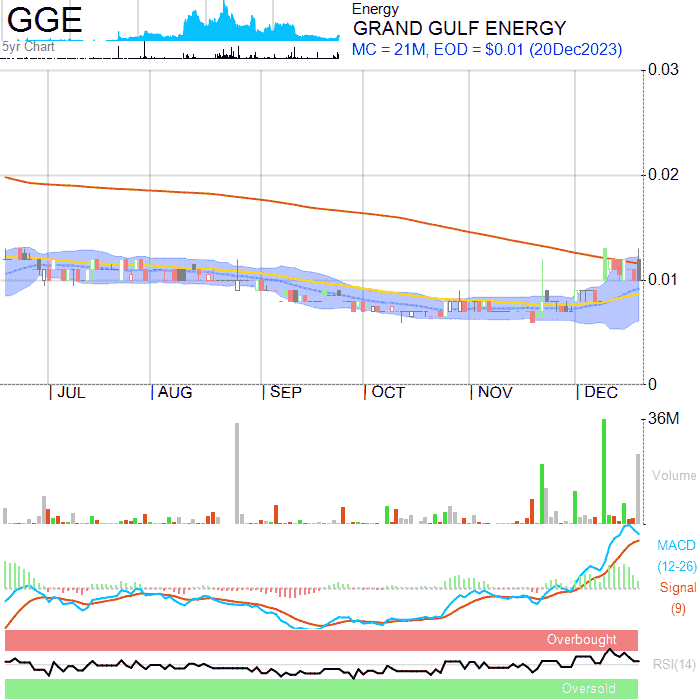 GGE
5yr Chart
Energy
GRAND GULF ENERGY
MC = 21M, EOD = $0.01 (20Dec2023)
0.03
0.02
0.01
0
JUL AUG SEP OCT NOV DEC
36M
Volume
MACD
(12-26)
Signal
(9)
Overbought
RSI(14)
Oversold